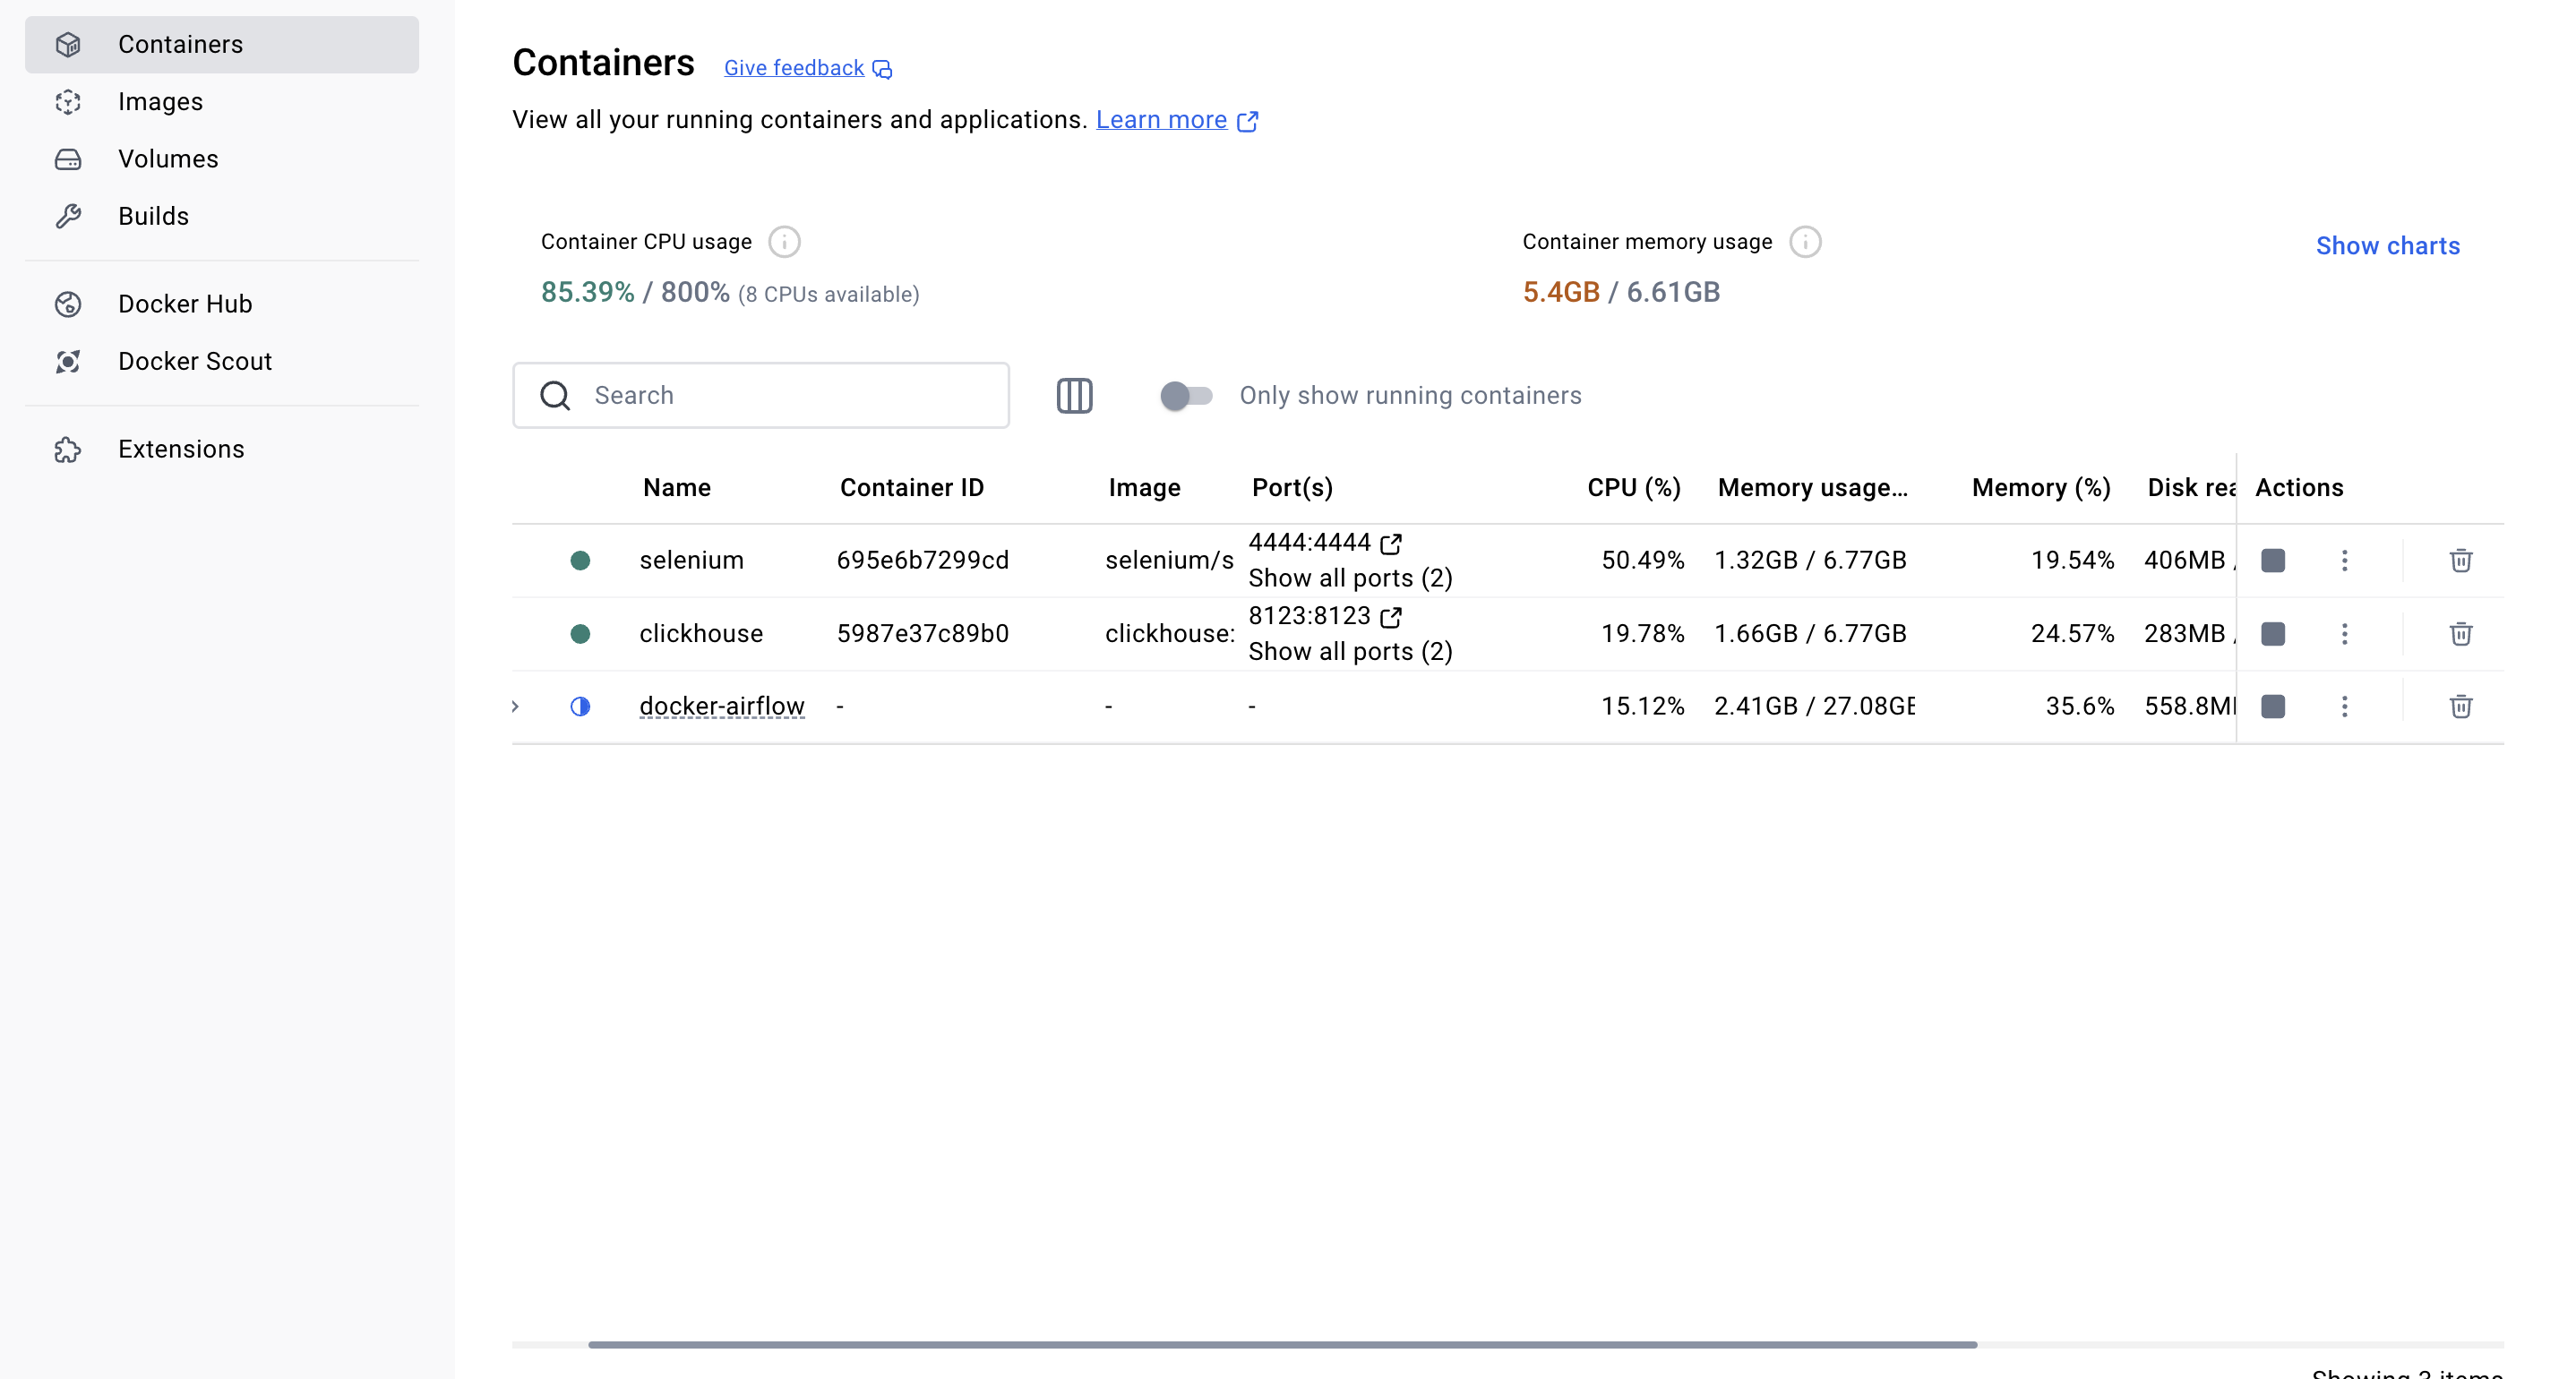 Containers
Images
Volumes
Builds
Docker Hub
Docker Scout
Extensions
Containers Give feedback
View all your running containers and applications. Learn more
Container CPU usage
85.39% / 800% (8 CPUs available)
Container memory usage
5.4GB / 6.61GB
Show charts
Search
Only show running containers
Name Container ID Image Port(s) CPU (%) Memory usage... Memory (%) Disk rea Actions
selenium 695e6b7299cd selenium/s 4444:4444 50.49% 1.32GB / 6.77GB 19.54% 406MB /
Show all ports (2)
clickhouse 5987e37c89b0 clickhouse: 8123:8123 19.78% 1.66GB / 6.77GB 24.57% 283MB /
Show all ports (2)
docker-airflow - - - 15.12% 2.41GB / 27.08GB 35.6% 558.8M
Showing 3 items